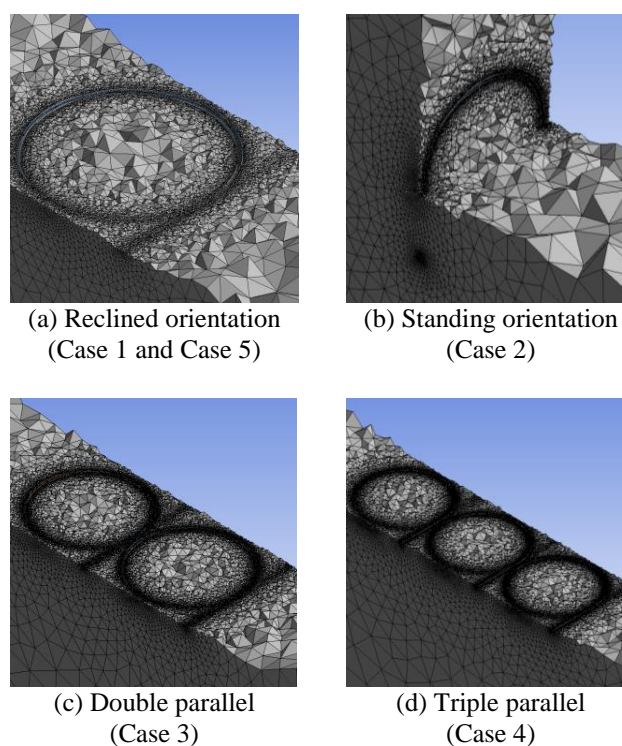 (a) Reclined orientation
(Case 1 and Case 5)
(b) Standing orientation
(Case 2)
(c) Double parallel
(Case 3)
(d) Triple parallel
(Case 4)